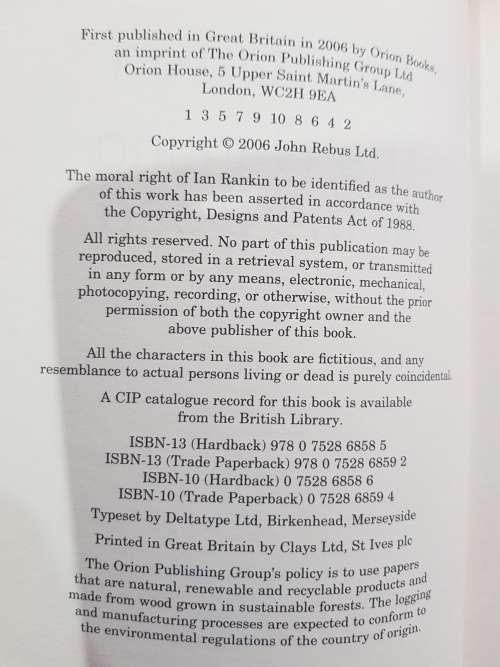 First published in Great Britain in 2006 by Orion Books,
an imprint of The Orion Publishing Group Ltd
Orion House, 5 Upper Saint Martin's Lane,
London, WC2H 9EA
1 3 5 7 9 10 8 6 4 2
Copyright © 2006 John Rebus Ltd.
The moral right of Ian Rankin to be identified as the author
of this work has been asserted in accordance with
the Copyright, Designs and Patents Act of 1988.
All rights reserved. No part of this publication may be
reproduced, stored in a retrieval system, or transmitted
in any form or by any means, electronic, mechanical,
photocopying, recording, or otherwise, without the prior
permission of both the copyright owner and the
above publisher of this book.
All the characters in this book are fictitious, and any
resemblance to actual persons living or dead is purely coincidental.
A CIP catalogue record for this book is available
from the British Library.
ISBN-13 (Hardback) 978 0 7528 6858 5
ISBN-13 (Trade Paperback) 978 0 7528 6859 2
ISBN-10 (Hardback) 0 7528 6858 6
ISBN-10 (Trade Paperback) 0 7528 6859 4
Typeset by Deltatype Ltd, Birkenhead, Merseyside
Printed in Great Britain by Clays Ltd, St Ives plc
The Orion Publishing Group's policy is to use papers
that are natural, renewable and recyclable products and
made from wood grown in sustainable forests. The logging
and manufacturing processes are expected to conform to
the environmental regulations of the country of origin.